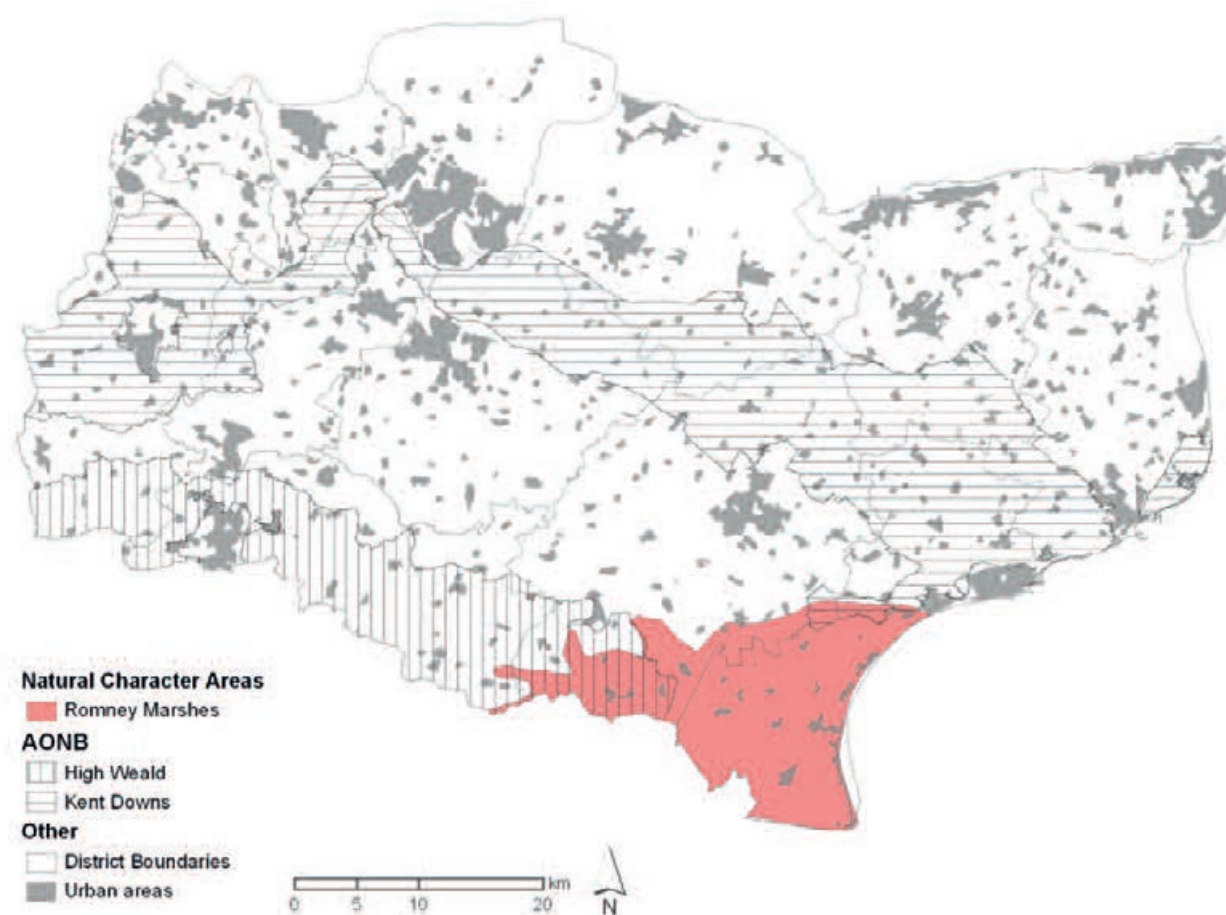 Natural Character Areas
Romney Marshes
AONB
High Weald
Kent Downs
Other
District Boundaries
Urban areas
km
0 5 10 20
N